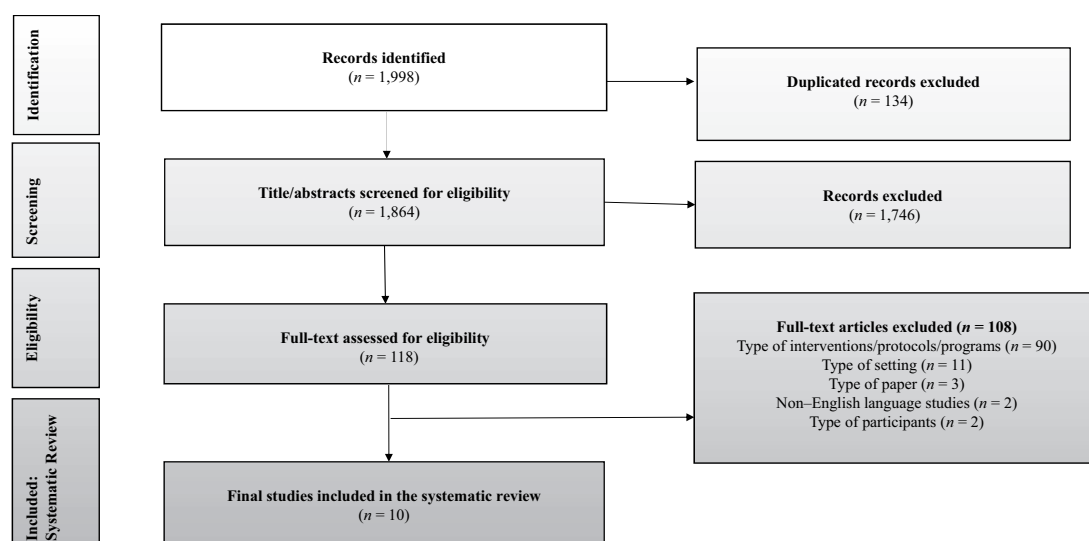 Identification
Records identified
(n = 1,998)
Duplicated records excluded
(n = 134)
Screening
Title/abstracts screened for eligibility
(n = 1,864)
Records excluded
(n = 1,746)
Eligibility
Full-text assessed for eligibility
(n = 118)
Full-text articles excluded (n = 108)
Type of interventions/protocols/programs (n = 90)
Type of setting (n = 11)
Type of paper (n = 3)
Non–English language studies (n = 2)
Type of participants (n = 2)
Included:
Systematic Review
Final studies included in the systematic review
(n = 10)